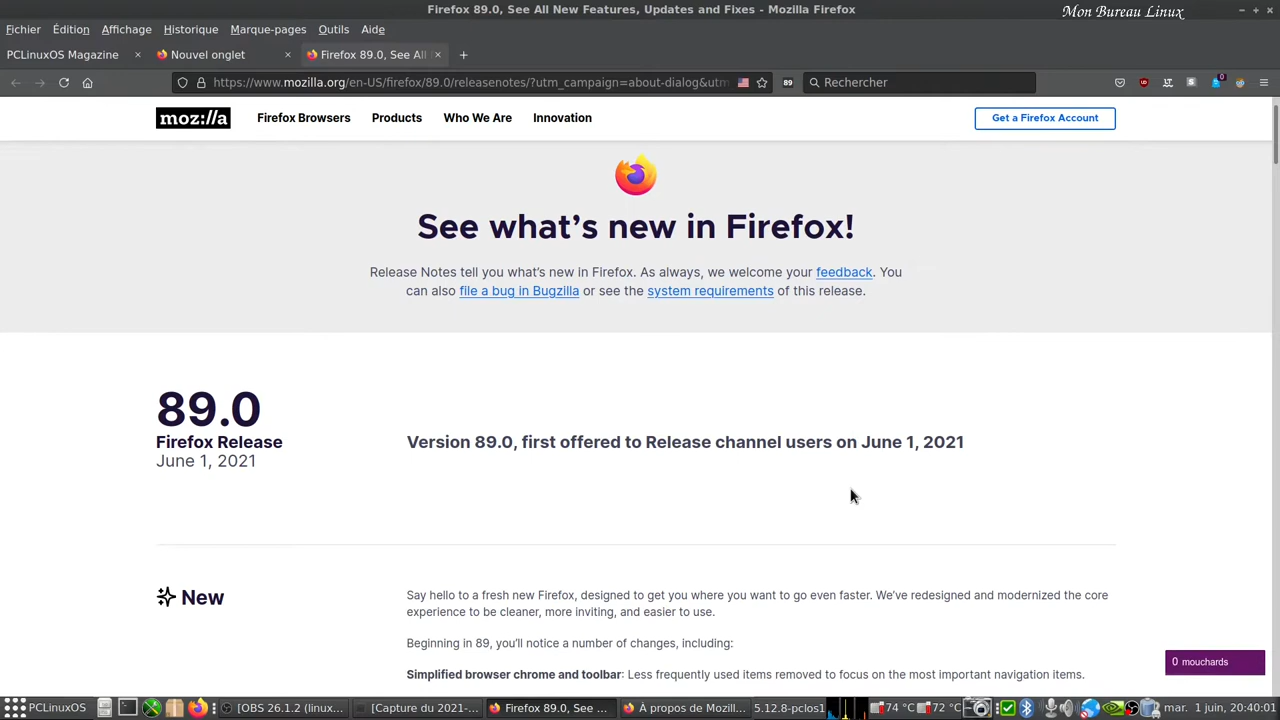 Firefox 89.0, See All New Features, Updates and Fixes - Mozilla Firefox
Mon Bureau Linux
Fichier Édition Affichage Historique Marque-pages Outils Aide
PCLinuxOS Magazine × Nouvel onglet × Firefox 89.0, See All × +
https://www.mozilla.org/en-US/firefox/89.0/releasenotes/?utm_campaign=about-dialog&utm 89 Rechercher 0
moz://a Firefox Browsers Products Who We Are Innovation Get a Firefox Account
See what’s new in Firefox!
Release Notes tell you what’s new in Firefox. As always, we welcome your feedback. You
can also file a bug in Bugzilla or see the system requirements of this release.
89.0
Firefox Release
June 1, 2021
Version 89.0, first offered to Release channel users on June 1, 2021
New
Say hello to a fresh new Firefox, designed to get you where you want to go even faster. We’ve redesigned and modernized the core
experience to be cleaner, more inviting, and easier to use.
Beginning in 89, you’ll notice a number of changes, including:
Simplified browser chrome and toolbar: Less frequently used items removed to focus on the most important navigation items.
0 mouchards
PCLinuxOS [OBS 26.1.2 (linux... [Capture du 2021-... Firefox 89.0, See ... À propos de Mozill... 5.12.8-pclos1 74 °C 72 °C mar. 1 juin, 20:40:01